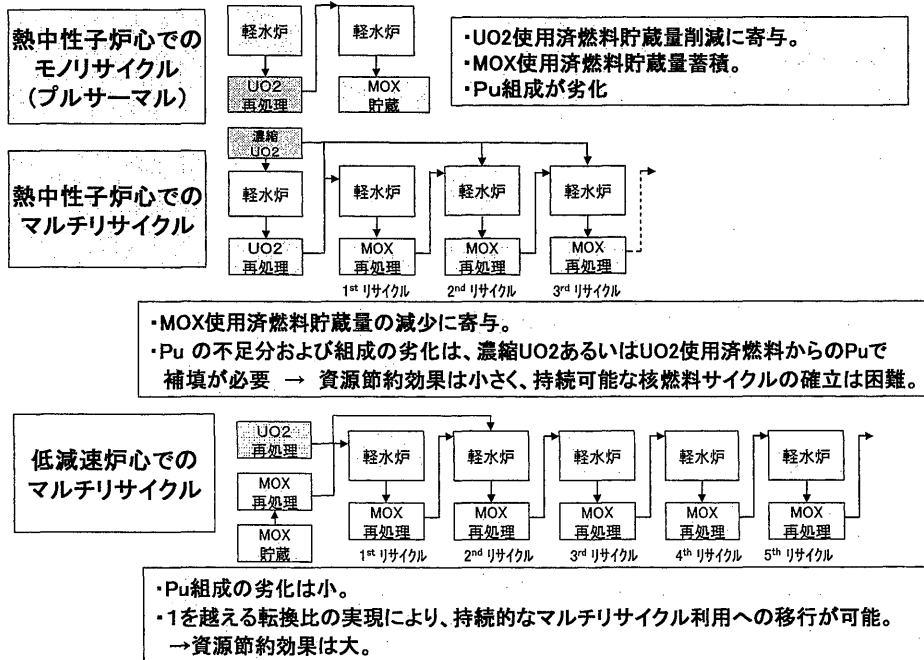 熱中性子炉心での
モノリサイクル
(プルサーマル)
軽水炉
軽水炉
UO2
再処理
MOX
貯蔵
・UO2使用済燃料貯蔵量削減に寄与。
・MOX使用済燃料貯蔵量蓄積。
・Pu組成が劣化
熱中性子炉心での
マルチリサイクル
濃縮
UO2
軽水炉
軽水炉
軽水炉
軽水炉
UO2
再処理
MOX
再処理
MOX
再処理
MOX
再処理
1st リサイクル
2nd リサイクル
3rd リサイクル
・MOX使用済燃料貯蔵量の減少に寄与。
・Pu の不足分および組成の劣化は、濃縮UO2あるいはUO2使用済燃料からのPuで
補填が必要 → 資源節約効果は小さく、持続可能な核燃料サイクルの確立は困難。
低減速炉心での
マルチリサイクル
UO2
再処理
MOX
再処理
MOX
貯蔵
軽水炉
軽水炉
軽水炉
軽水炉
軽水炉
MOX
再処理
MOX
再処理
MOX
再処理
MOX
再処理
MOX
再処理
1st リサイクル
2nd リサイクル
3rd リサイクル
4th リサイクル
5th リサイクル
・Pu組成の劣化は小。
・1を越える転換比の実現により、持続的なマルチリサイクル利用への移行が可能。
→資源節約効果は大。